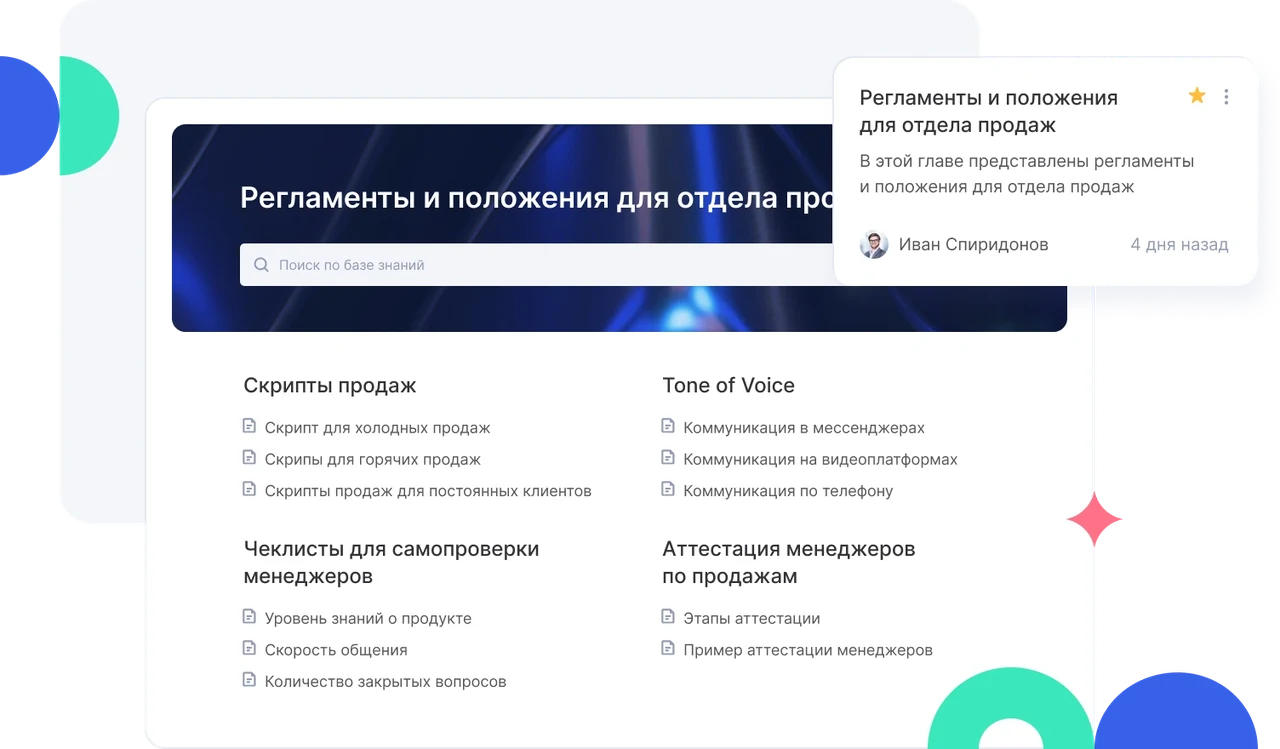 Регламенты и положения для отдела про
Поиск по базе знаний
Регламенты и положения
для отдела продаж
В этой главе представлены регламенты
и положения для отдела продаж
Иван Спиридонов
4 дня назад
Скрипты продаж
Скрипт для холодных продаж
Скрипы для горячих продаж
Скрипты продаж для постоянных клиентов
Tone of Voice
Коммуникация в мессенджерах
Коммуникация на видеоплатформах
Коммуникация по телефону
Чеклисты для самопроверки
менеджеров
Уровень знаний о продукте
Скорость общения
Количество закрытых вопросов
Аттестация менеджеров
по продажам
Этапы аттестации
Пример аттестации менеджеров